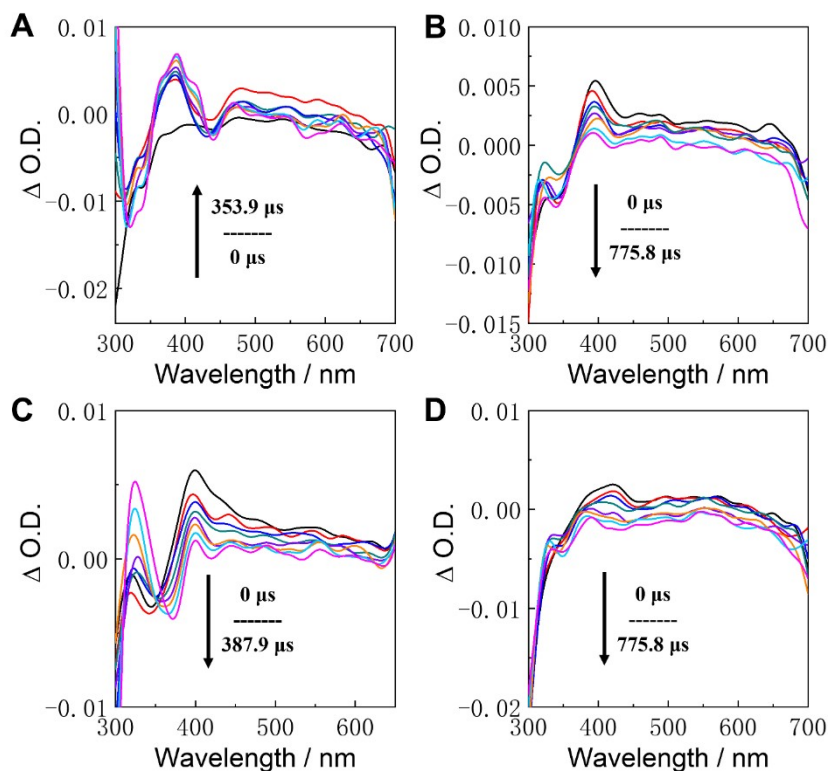 A
0.01
0.00
-0.01
-0.02
Δ O.D.
353.9 μs
-------
0 μs
300 400 500 600 700
Wavelength / nm
B
0.010
0.005
0.000
-0.005
-0.010
-0.015
Δ O.D.
0 μs
-------
775.8 μs
300 400 500 600 700
Wavelength / nm
C
0.01
0.00
-0.01
Δ O.D.
0 μs
-------
387.9 μs
300 400 500 600
Wavelength / nm
D
0.01
0.00
-0.01
-0.02
Δ O.D.
0 μs
-------
775.8 μs
300 400 500 600 700
Wavelength / nm